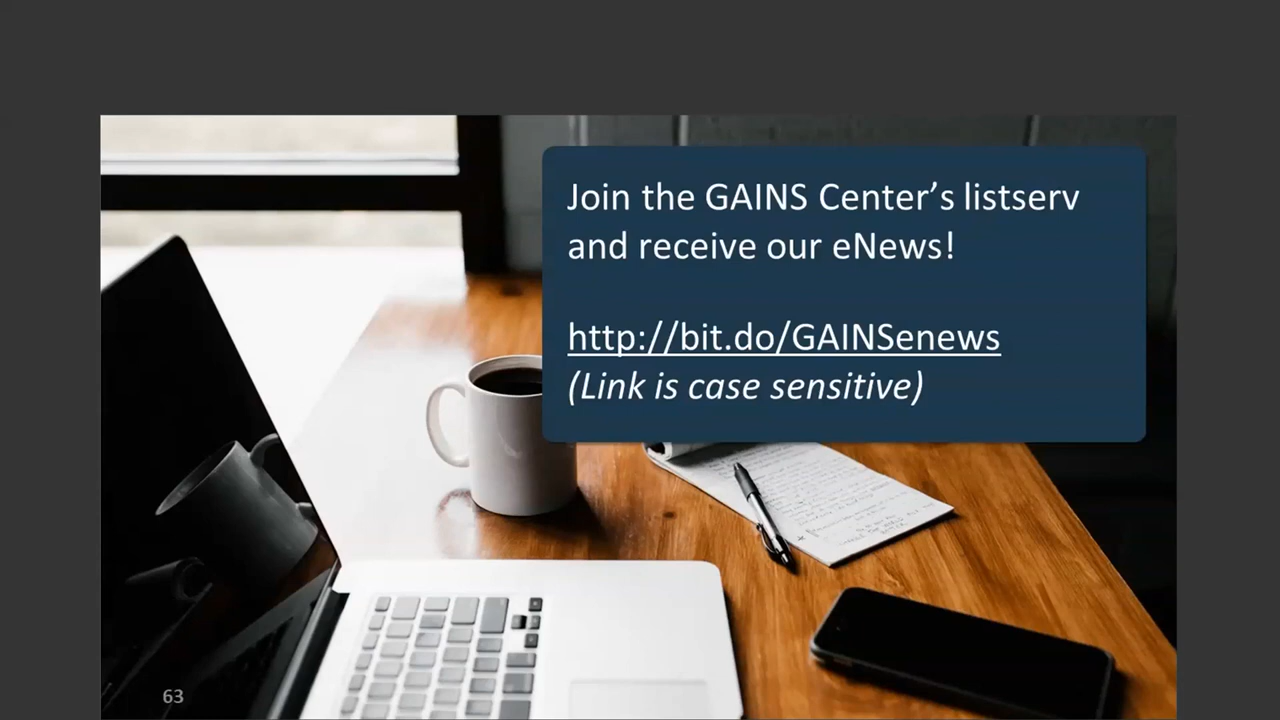 Join the GAINS Center’s listserv
and receive our eNews!
http://bit.do/GAINSenews
(Link is case sensitive)
63